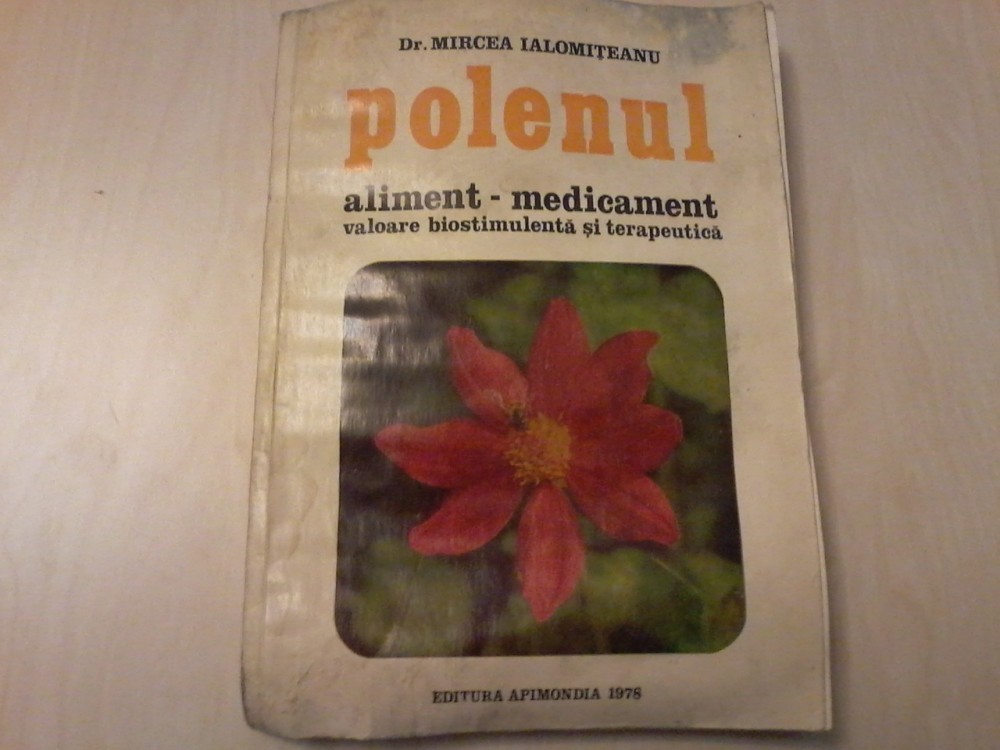 Dr. MIRCEA IALOMIȚEANU
polenul
aliment - medicament
valoare biostimulentă și terapeutică
EDITURA APIMONDIA 1978